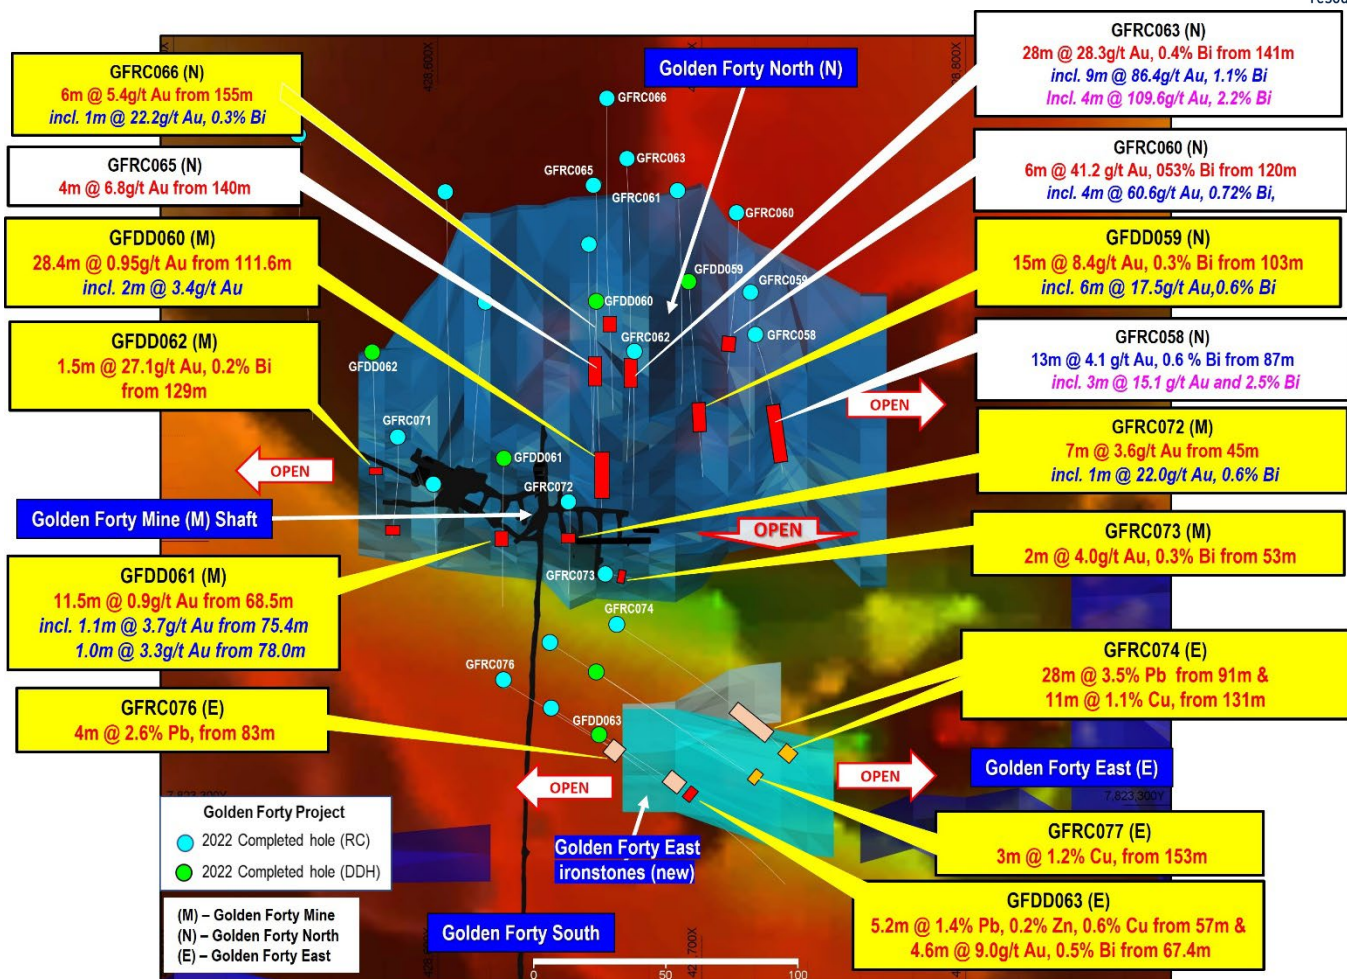 GFRC066 (N)
6m @ 5.4g/t Au from 155m
incl. 1m @ 22.2g/t Au, 0.3% Bi
GFRC065 (N)
4m @ 6.8g/t Au from 140m
GFDD060 (M)
28.4m @ 0.95g/t Au from 111.6m
incl. 2m @ 3.4g/t Au
GFDD062 (M)
1.5m @ 27.1g/t Au, 0.2% Bi
from 129m
OPEN
Golden Forty Mine (M) Shaft
GFDD061 (M)
11.5m @ 0.9g/t Au from 68.5m
incl. 1.1m @ 3.7g/t Au from 75.4m
1.0m @ 3.3g/t Au from 78.0m
GFRC076 (E)
4m @ 2.6% Pb, from 83m
7,823,300Y
Golden Forty Project
2022 Completed hole (RC)
2022 Completed hole (DDH)
(M) – Golden Forty Mine
(N) – Golden Forty North
(E) – Golden Forty East
428,600X
Golden Forty North (N)
428,800X
GFRC066
GFRC063
GFRC065
GFRC061
GFRC060
GFDD059
GFRC059
GFDD060
GFRC058
GFRC062
GFDD062
GFRC071
GFDD061
GFRC072
OPEN
OPEN
GFRC073
GFRC074
GFRC076
GFDD063
OPEN
OPEN
Golden Forty East
ironstones (new)
Golden Forty South
0
50
100
GFRC063 (N)
28m @ 28.3g/t Au, 0.4% Bi from 141m
incl. 9m @ 86.4g/t Au, 1.1% Bi
Incl. 4m @ 109.6g/t Au, 2.2% Bi
GFRC060 (N)
6m @ 41.2 g/t Au, 053% Bi from 120m
incl. 4m @ 60.6g/t Au, 0.72% Bi,
GFDD059 (N)
15m @ 8.4g/t Au, 0.3% Bi from 103m
incl. 6m @ 17.5g/t Au,0.6% Bi
GFRC058 (N)
13m @ 4.1 g/t Au, 0.6 % Bi from 87m
incl. 3m @ 15.1 g/t Au and 2.5% Bi
GFRC072 (M)
7m @ 3.6g/t Au from 45m
incl. 1m @ 22.0g/t Au, 0.6% Bi
GFRC073 (M)
2m @ 4.0g/t Au, 0.3% Bi from 53m
GFRC074 (E)
28m @ 3.5% Pb from 91m &
11m @ 1.1% Cu, from 131m
Golden Forty East (E)
7,823,300Y
GFRC077 (E)
3m @ 1.2% Cu, from 153m
GFDD063 (E)
5.2m @ 1.4% Pb, 0.2% Zn, 0.6% Cu from 57m &
4.6m @ 9.0g/t Au, 0.5% Bi from 67.4m